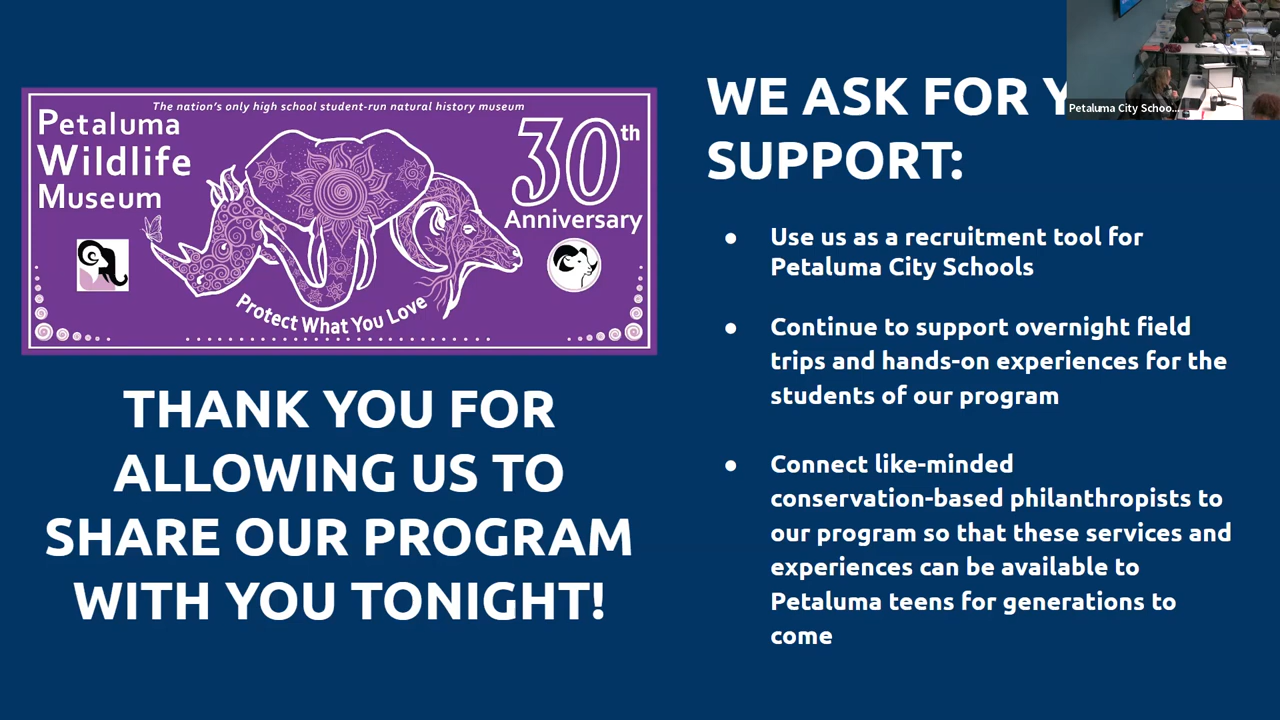 The nation's only high school student-run natural history museum
Petaluma
Wildlife
Museum
30th
Anniversary
Protect What You Love
THANK YOU FOR
ALLOWING US TO
SHARE OUR PROGRAM
WITH YOU TONIGHT!
WE ASK FOR
SUPPORT:
● Use us as a recruitment tool for
Petaluma City Schools
● Continue to support overnight field
trips and hands-on experiences for the
students of our program
● Connect like-minded
conservation-based philanthropists to
our program so that these services and
experiences can be available to
Petaluma teens for generations to
come
Petaluma City Schoo...